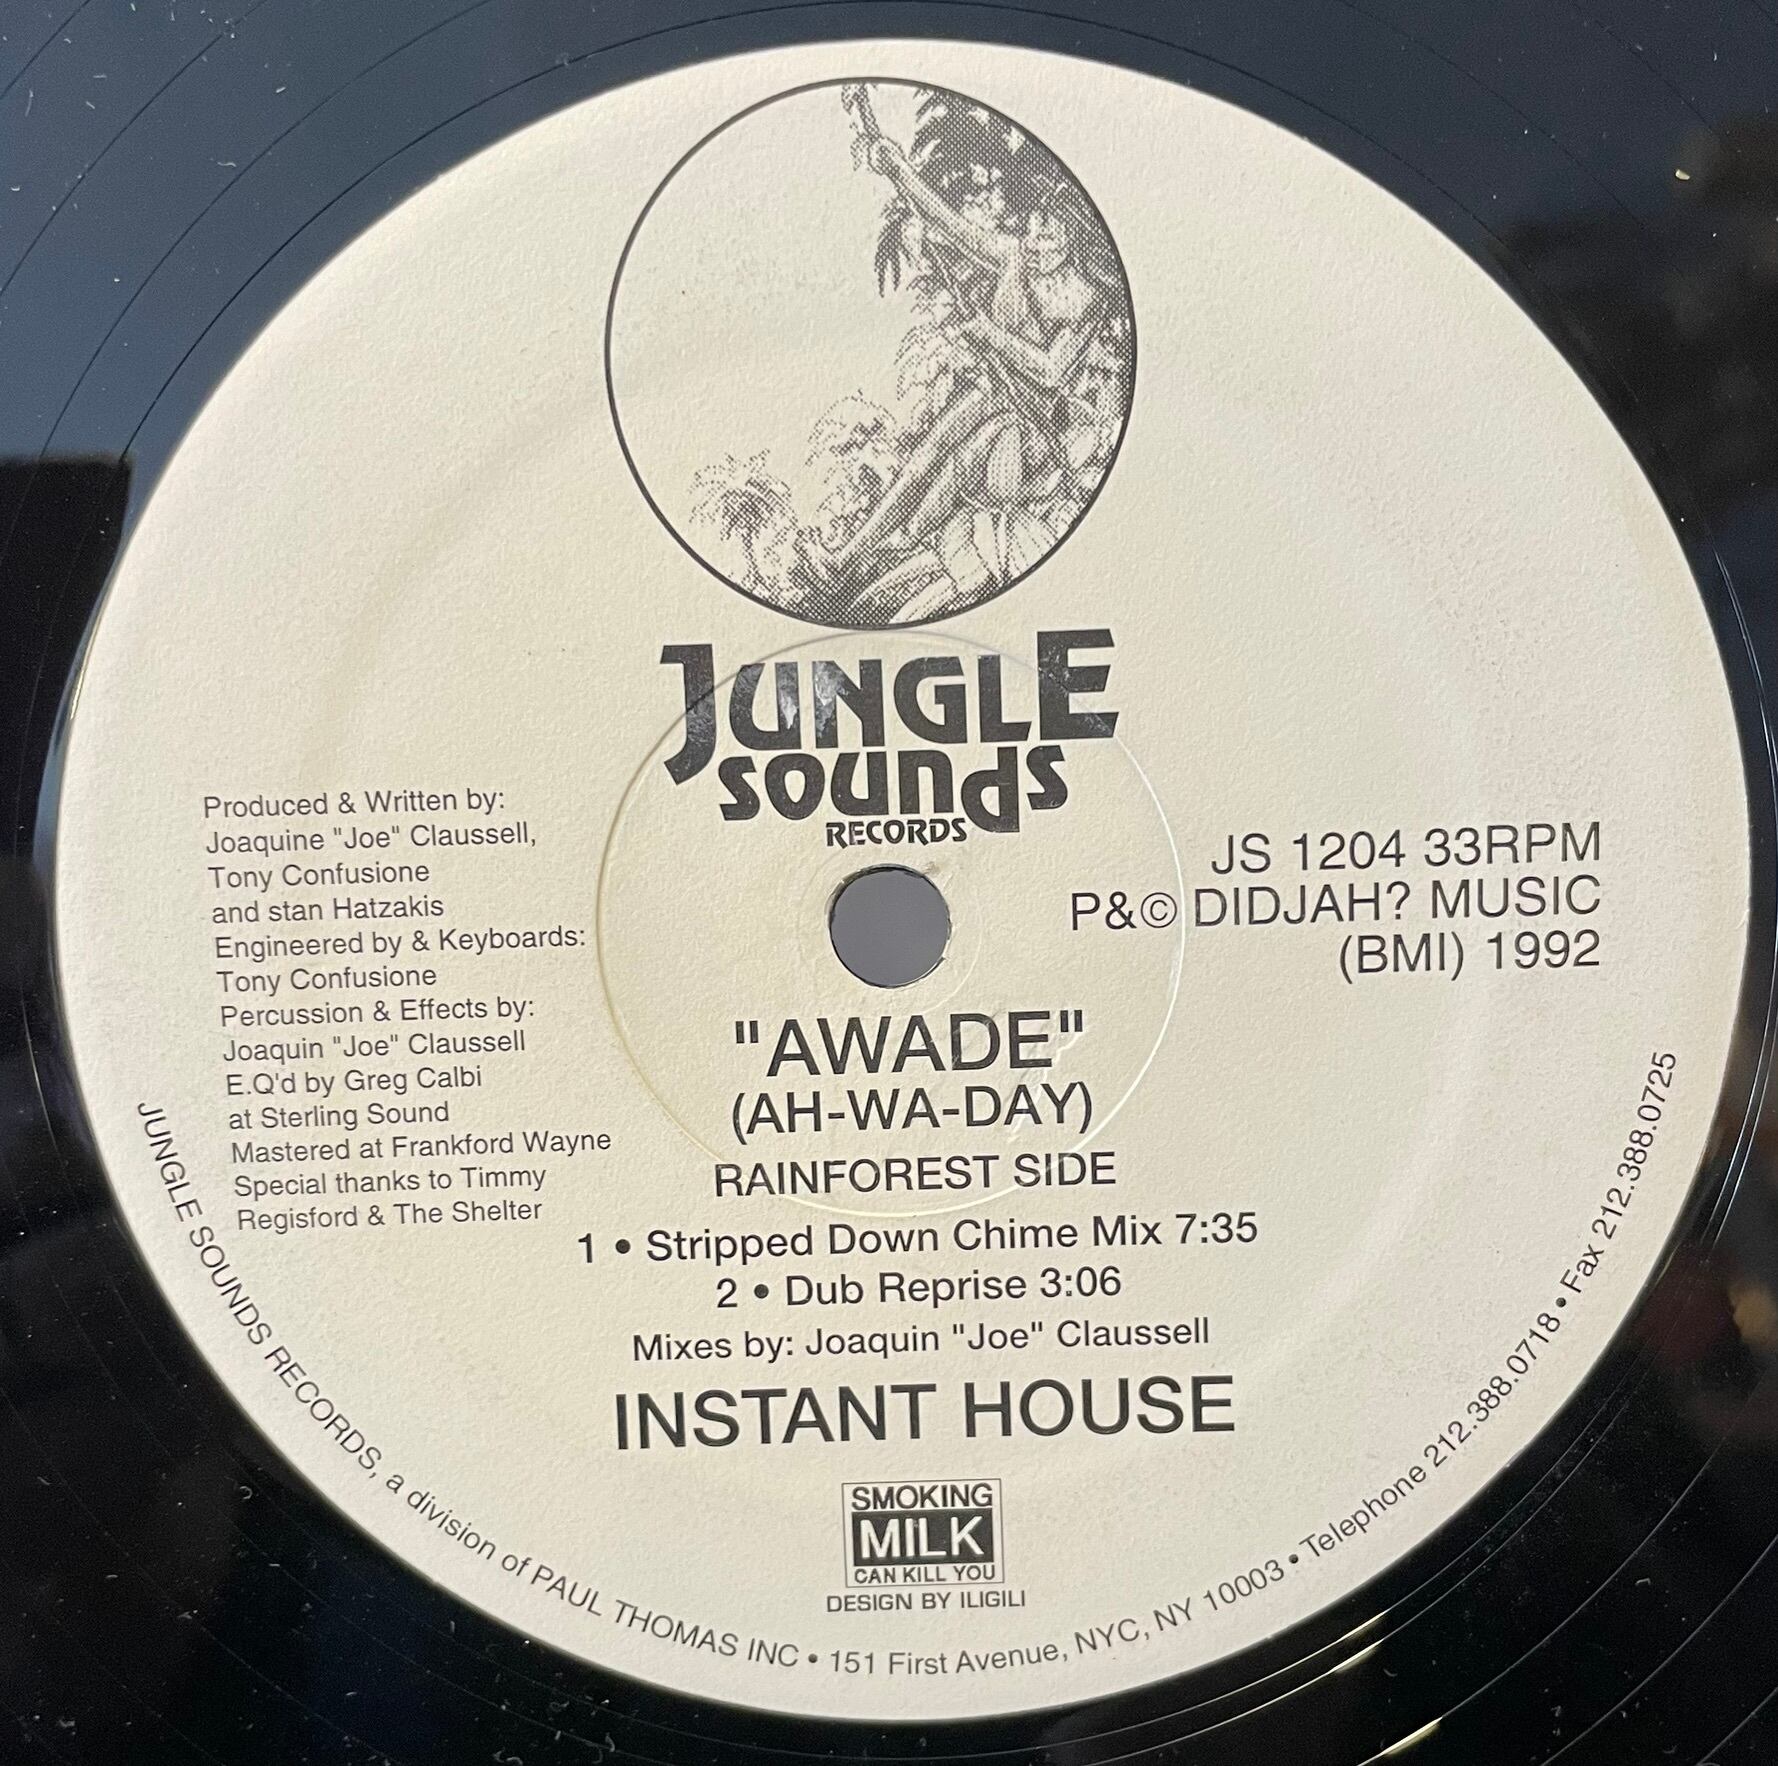 JUNGLE
SOUNDS
RECORDS
Produced & Written by:
Joaquine "Joe" Claussell,
Tony Confusione
and stan Hatzakis
Engineered by & Keyboards:
Tony Confusione
Percussion & Effects by:
Joaquin "Joe" Claussell
E.Q'd by Greg Calbi
at Sterling Sound
Mastered at Frankford Wayne
Special thanks to Timmy
Regisford & The Shelter
JS 1204 33RPM
P&© DIDJAH? MUSIC
(BMI) 1992
"AWADE"
(AH-WA-DAY)
RAINFOREST SIDE
1 • Stripped Down Chime Mix 7:35
2 • Dub Reprise 3:06
Mixes by: Joaquin "Joe" Claussell
INSTANT HOUSE
SMOKING
MILK
CAN KILL YOU
DESIGN BY ILIGILI
JUNGLE SOUNDS RECORDS, a division of PAUL THOMAS INC • 151 First Avenue, NYC, NY 10003 • Telephone 212.388.0718 • Fax 212.388.0725